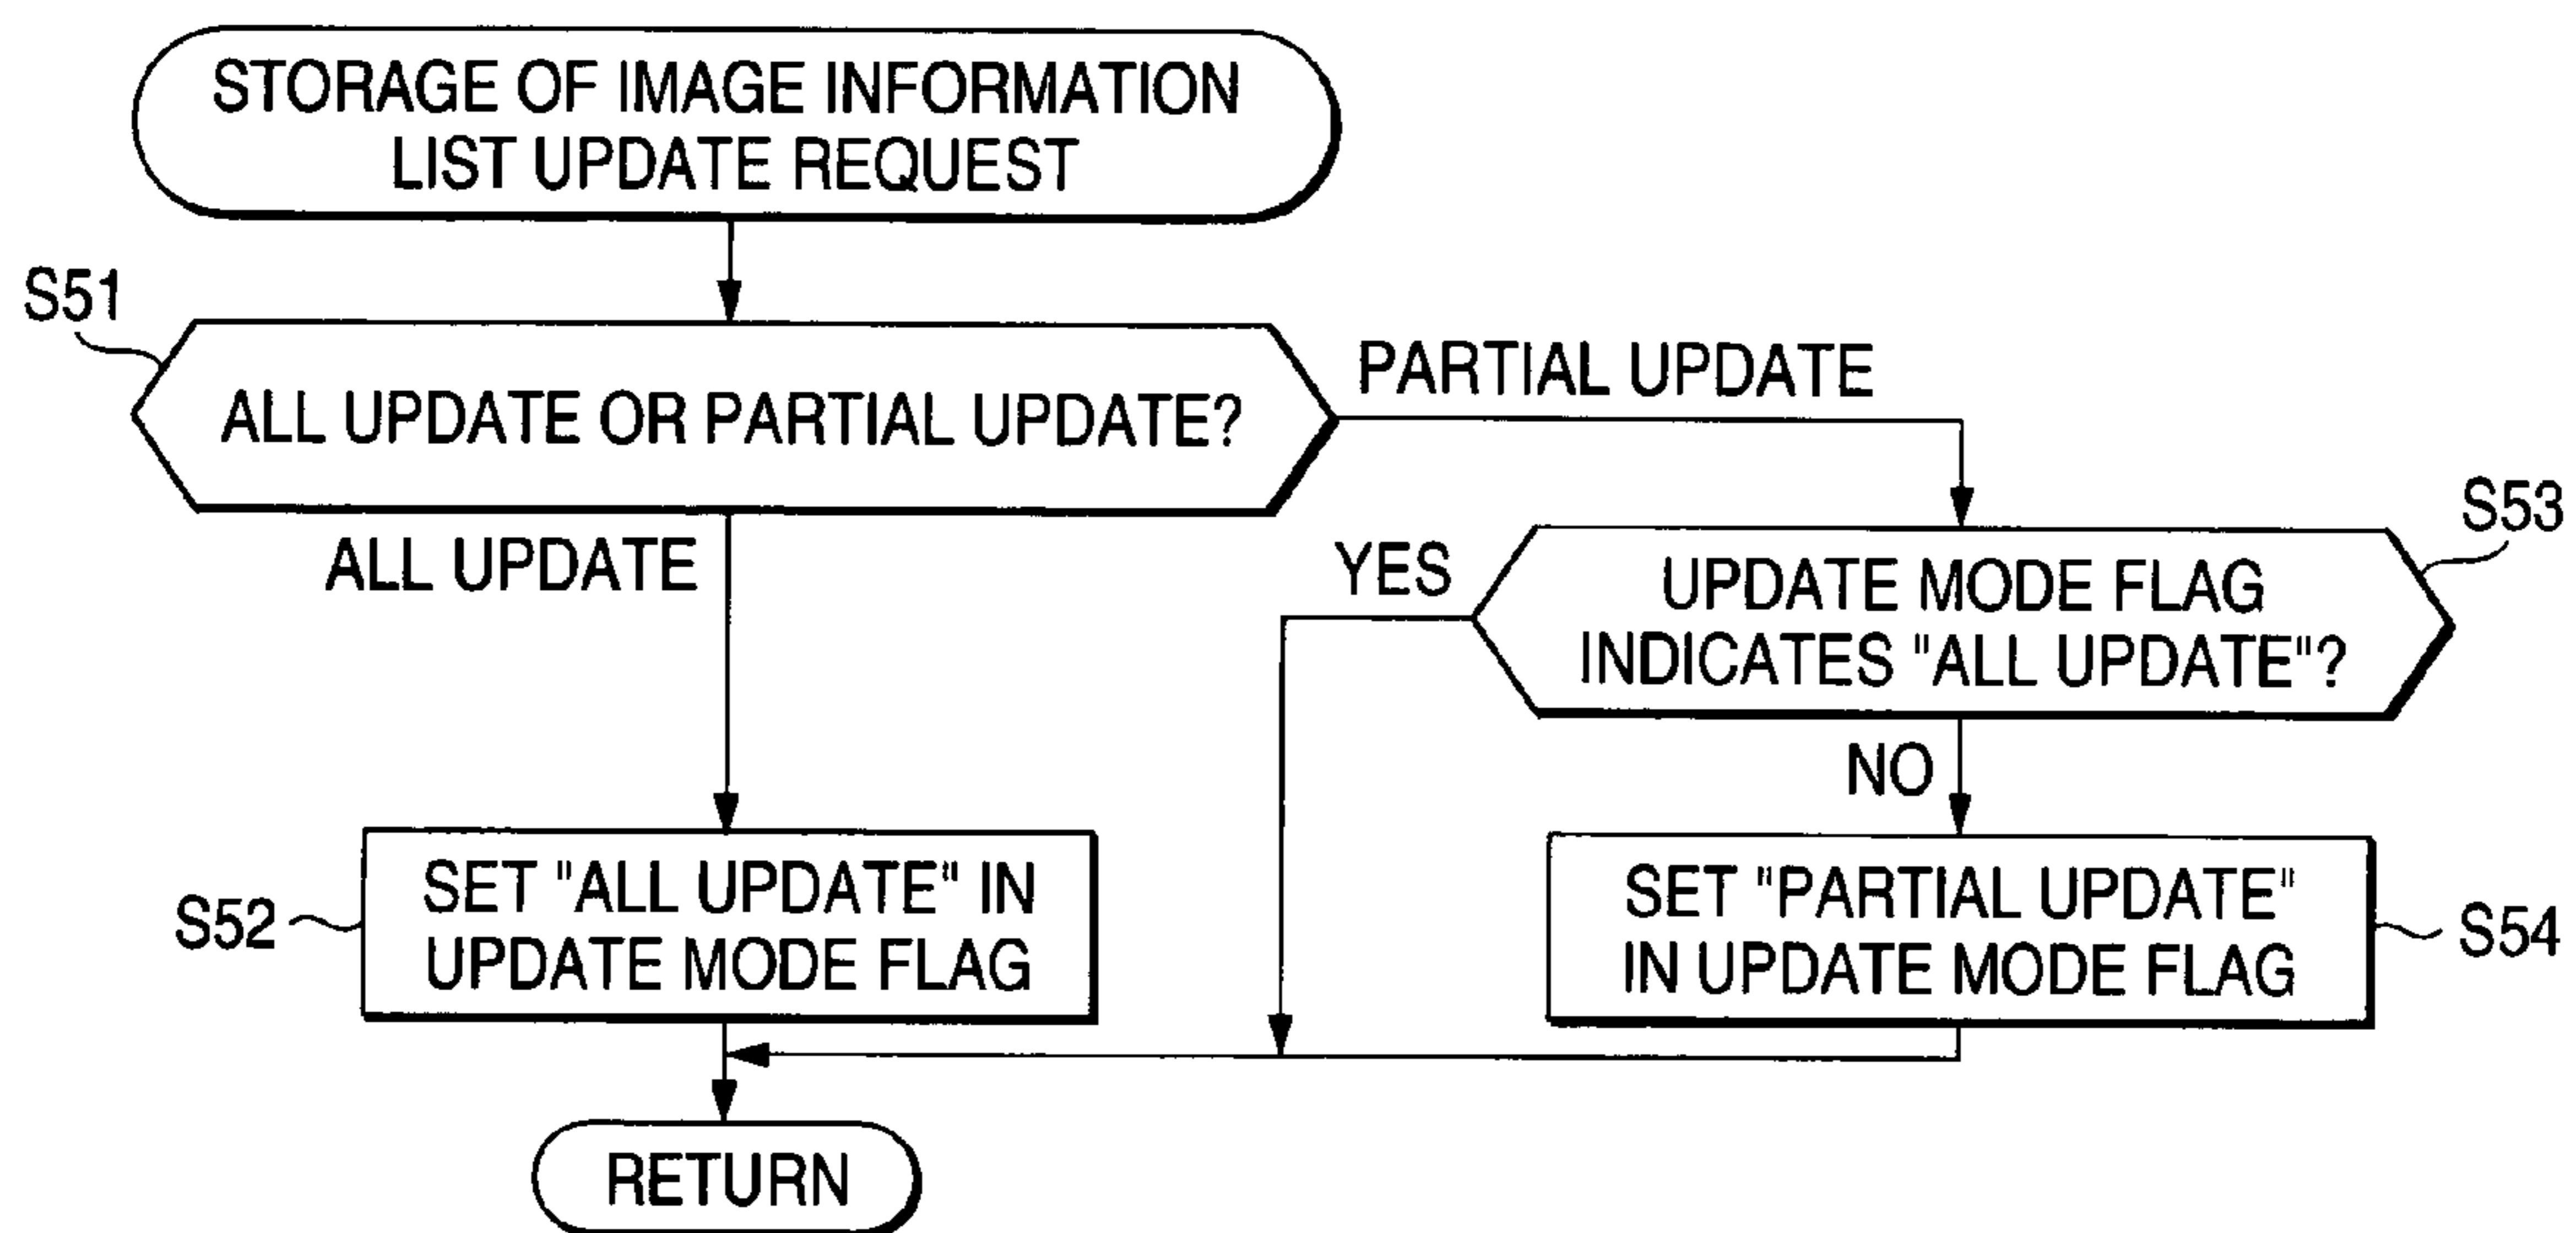 STORAGE OF IMAGE INFORMATION
LIST UPDATE REQUEST
S51
ALL UPDATE OR PARTIAL UPDATE?
PARTIAL UPDATE
ALL UPDATE
S53
YES
UPDATE MODE FLAG
INDICATES "ALL UPDATE"?
NO
S52
SET "ALL UPDATE" IN
UPDATE MODE FLAG
SET "PARTIAL UPDATE"
IN UPDATE MODE FLAG
S54
RETURN